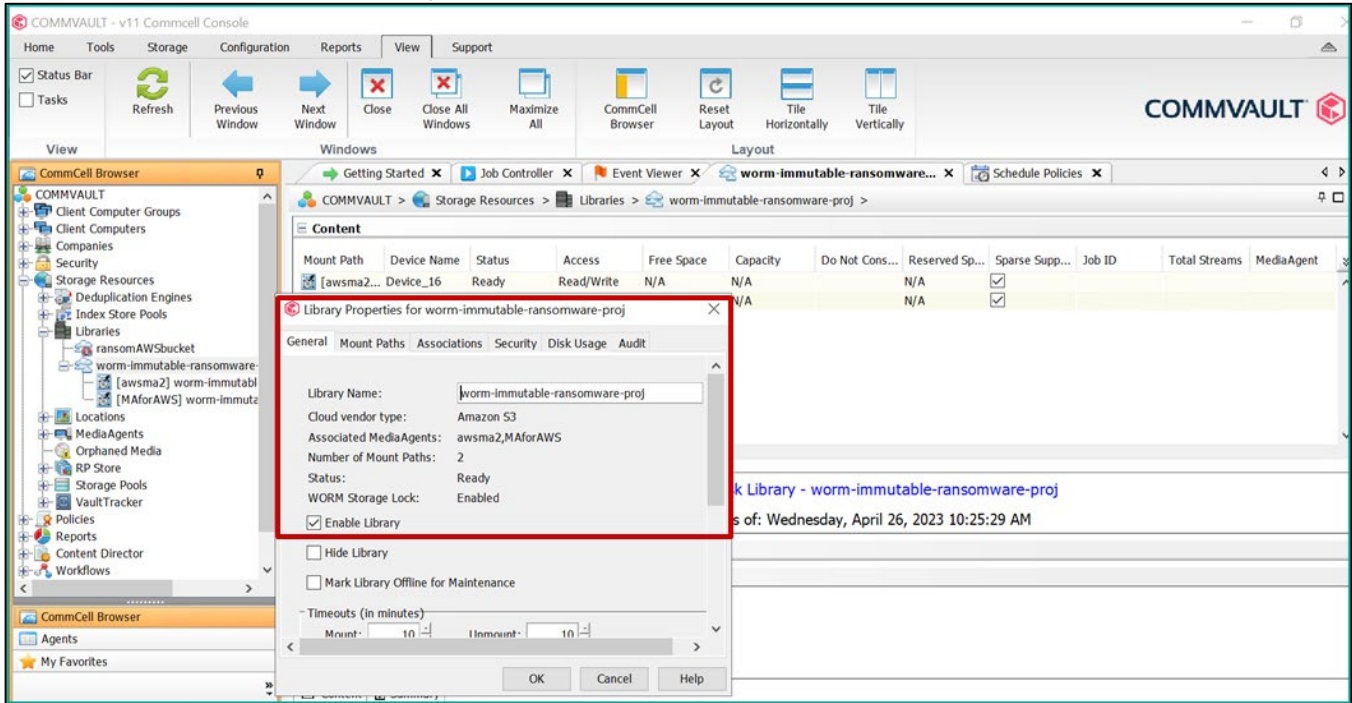 COMMVAULT - v11 Commcell Console
Home Tools Storage Configuration Reports View Support
Status Bar
Tasks
Refresh
Previous Window
Next Window
Close
Close All Windows
Maximize All
CommCell Browser
Reset Layout
Tile Horizontally
Tile Vertically
COMMVAULT
View Windows Layout
CommCell Browser
Getting Started Job Controller Event Viewer worm-immutable-ransomware... Schedule Policies
COMMVAULT > Storage Resources > Libraries > worm-immutable-ransomware-proj >
COMMVAULT
Client Computer Groups
Client Computers
Companies
Security
Storage Resources
Deduplication Engines
Index Store Pools
Libraries
ransomAWSbucket
worm-immutable-ransomware-
[awsma2] worm-immutabl
[MAforAWS] worm-immuta
Locations
MediaAgents
Orphaned Media
RP Store
Storage Pools
VaultTracker
Policies
Reports
Content Director
Workflows
CommCell Browser
Agents
My Favorites
Content
Mount Path Device Name Status Access Free Space Capacity Do Not Cons... Reserved Sp... Sparse Supp... Job ID Total Streams MediaAgent
[awsma2... Device_16 Ready Read/Write N/A N/A N/A
N/A N/A
Library Properties for worm-immutable-ransomware-proj
General Mount Paths Associations Security Disk Usage Audit
Library Name: worm-immutable-ransomware-proj
Cloud vendor type: Amazon S3
Associated MediaAgents: awsma2,MAforAWS
Number of Mount Paths: 2
Status: Ready
WORM Storage Lock: Enabled
Enable Library
Hide Library
Mark Library Offline for Maintenance
Timeouts (in minutes)
Mount: 10 Unmount: 10
OK Cancel Help
k Library - worm-immutable-ransomware-proj
s of: Wednesday, April 26, 2023 10:25:29 AM
Content Summary